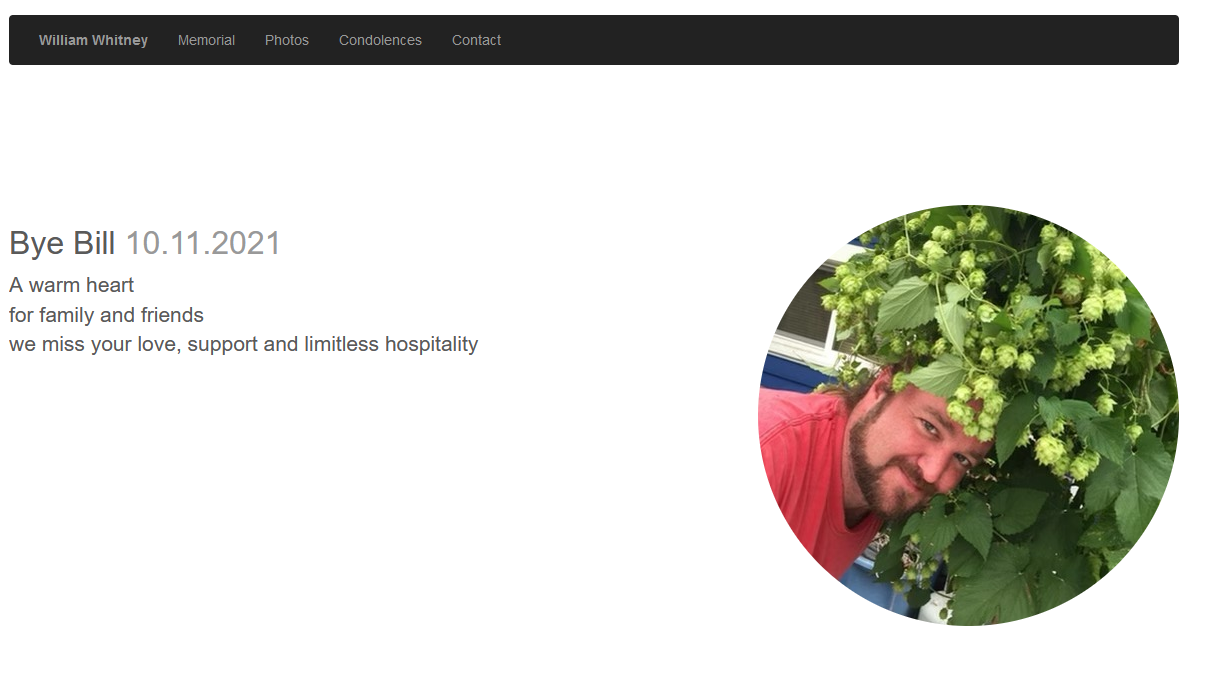 William Whitney Memorial Photos Condolences Contact
Bye Bill 10.11.2021
A warm heart
for family and friends
we miss your love, support and limitless hospitality